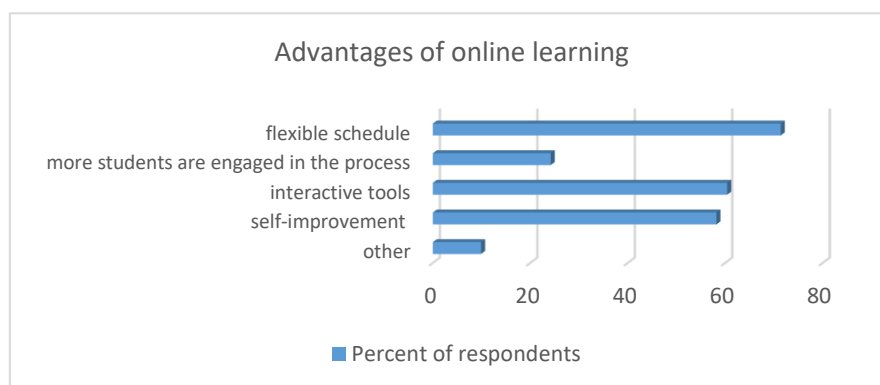 Advantages of online learning
flexible schedule
more students are engaged in the process
interactive tools
self-improvement
other
0 20 40 60 80
Percent of respondents